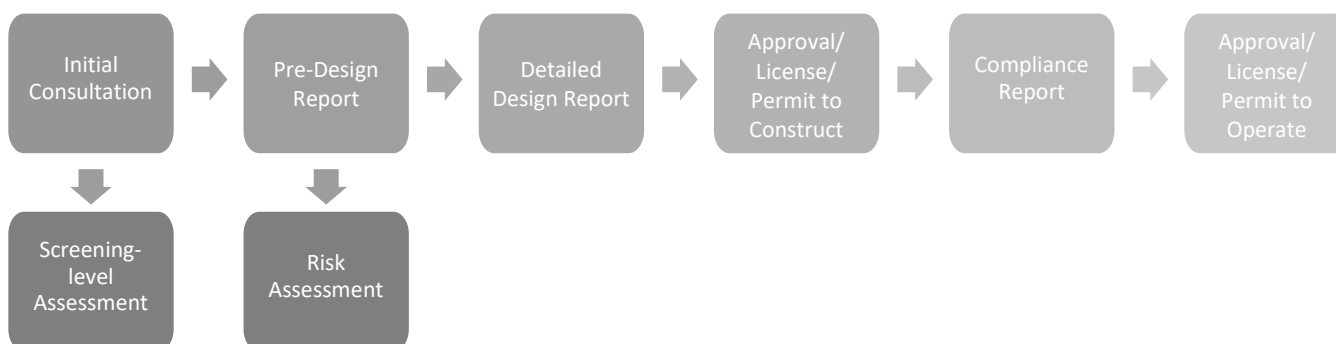 Initial
Consultation
Pre-Design
Report
Detailed
Design Report
Approval/
License/
Permit to
Construct
Compliance
Report
Approval/
License/
Permit to
Operate
Screening-
level
Assessment
Risk
Assessment